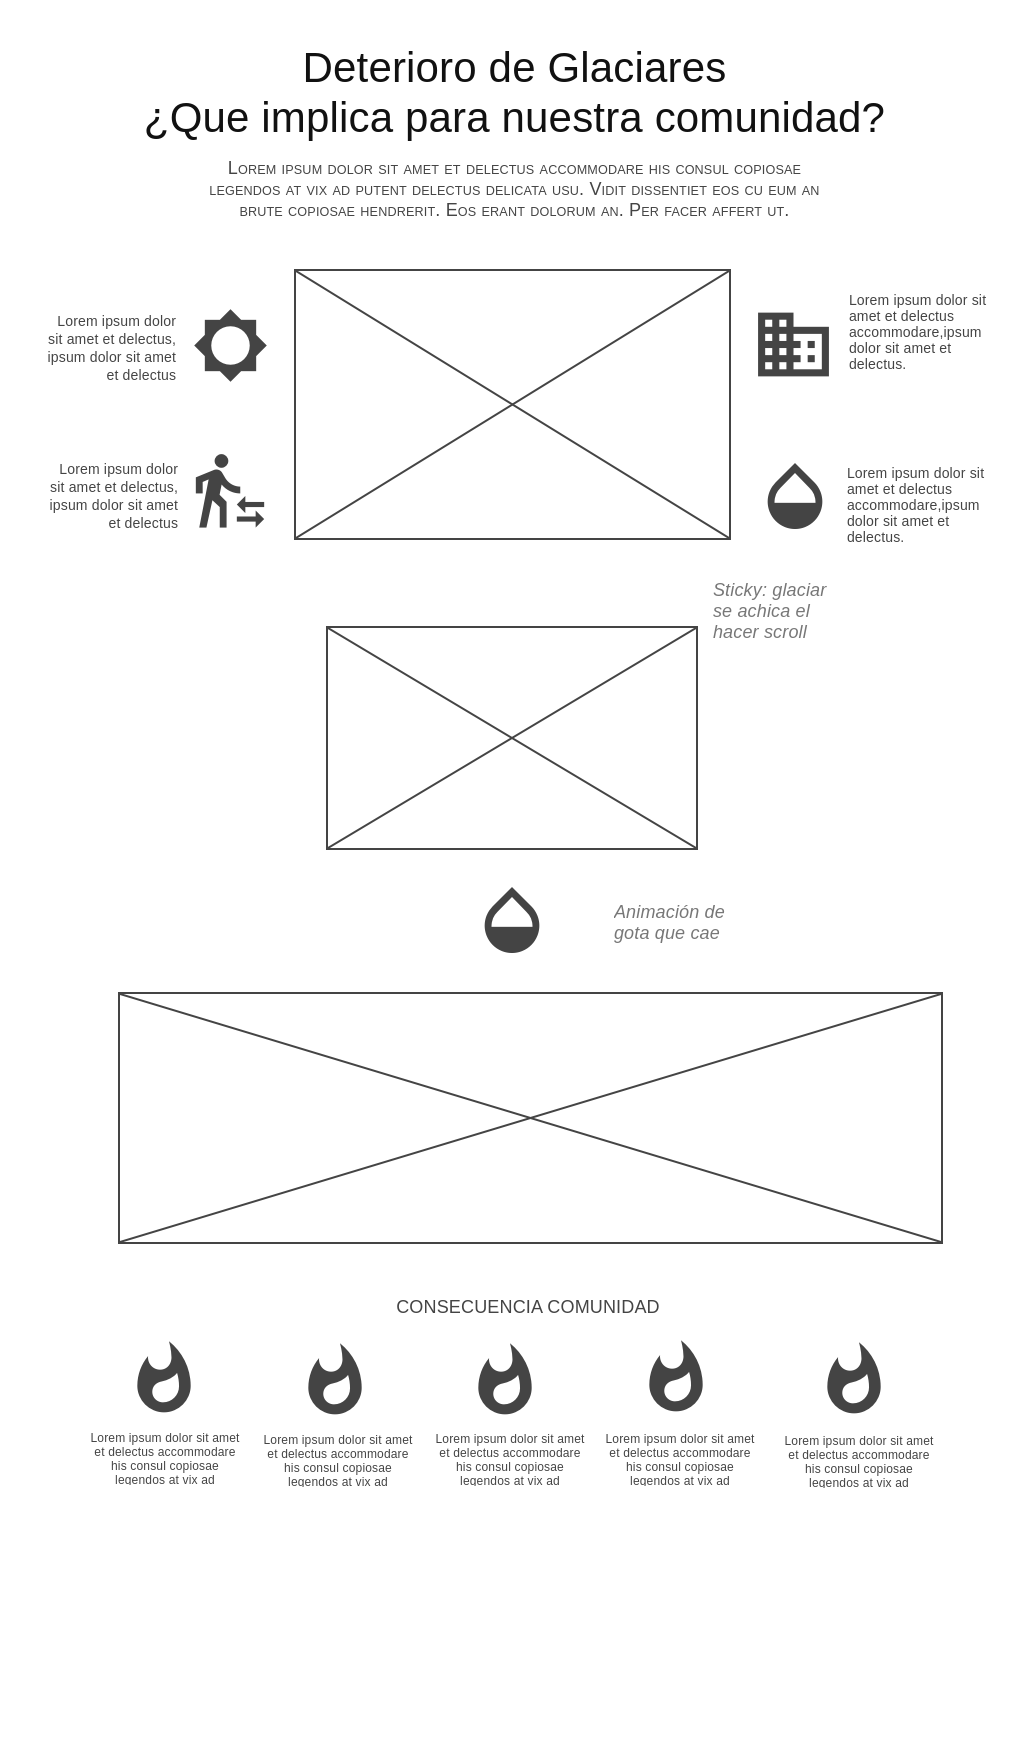 Deterioro de Glaciares
¿Que implica para nuestra comunidad?
Lorem ipsum dolor sit amet et delectus accommodare his consul copiosae
legendos at vix ad putent delectus delicata usu. Vidit dissentiet eos cu eum an
brute copiosae hendrerit. Eos erant dolorum an. Per facer affert ut.
Lorem ipsum dolor
sit amet et delectus,
ipsum dolor sit amet
et delectus
Lorem ipsum dolor sit
amet et delectus
accommodare,ipsum
dolor sit amet et
delectus.
Lorem ipsum dolor
sit amet et delectus,
ipsum dolor sit amet
et delectus
Lorem ipsum dolor sit
amet et delectus
accommodare,ipsum
dolor sit amet et
delectus.
Sticky: glaciar
se achica el
hacer scroll
Animación de
gota que cae
CONSECUENCIA COMUNIDAD
Lorem ipsum dolor sit amet
et delectus accommodare
his consul copiosae
legendos at vix ad
Lorem ipsum dolor sit amet
et delectus accommodare
his consul copiosae
legendos at vix ad
Lorem ipsum dolor sit amet
et delectus accommodare
his consul copiosae
legendos at vix ad
Lorem ipsum dolor sit amet
et delectus accommodare
his consul copiosae
legendos at vix ad
Lorem ipsum dolor sit amet
et delectus accommodare
his consul copiosae
legendos at vix ad